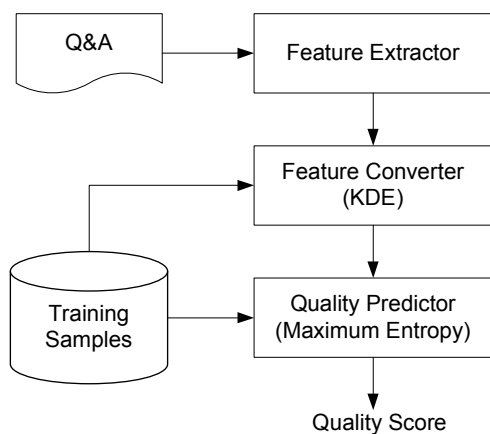 Q&A
Feature Extractor
Feature Converter
(KDE)
Training
Samples
Quality Predictor
(Maximum Entropy)
Quality Score